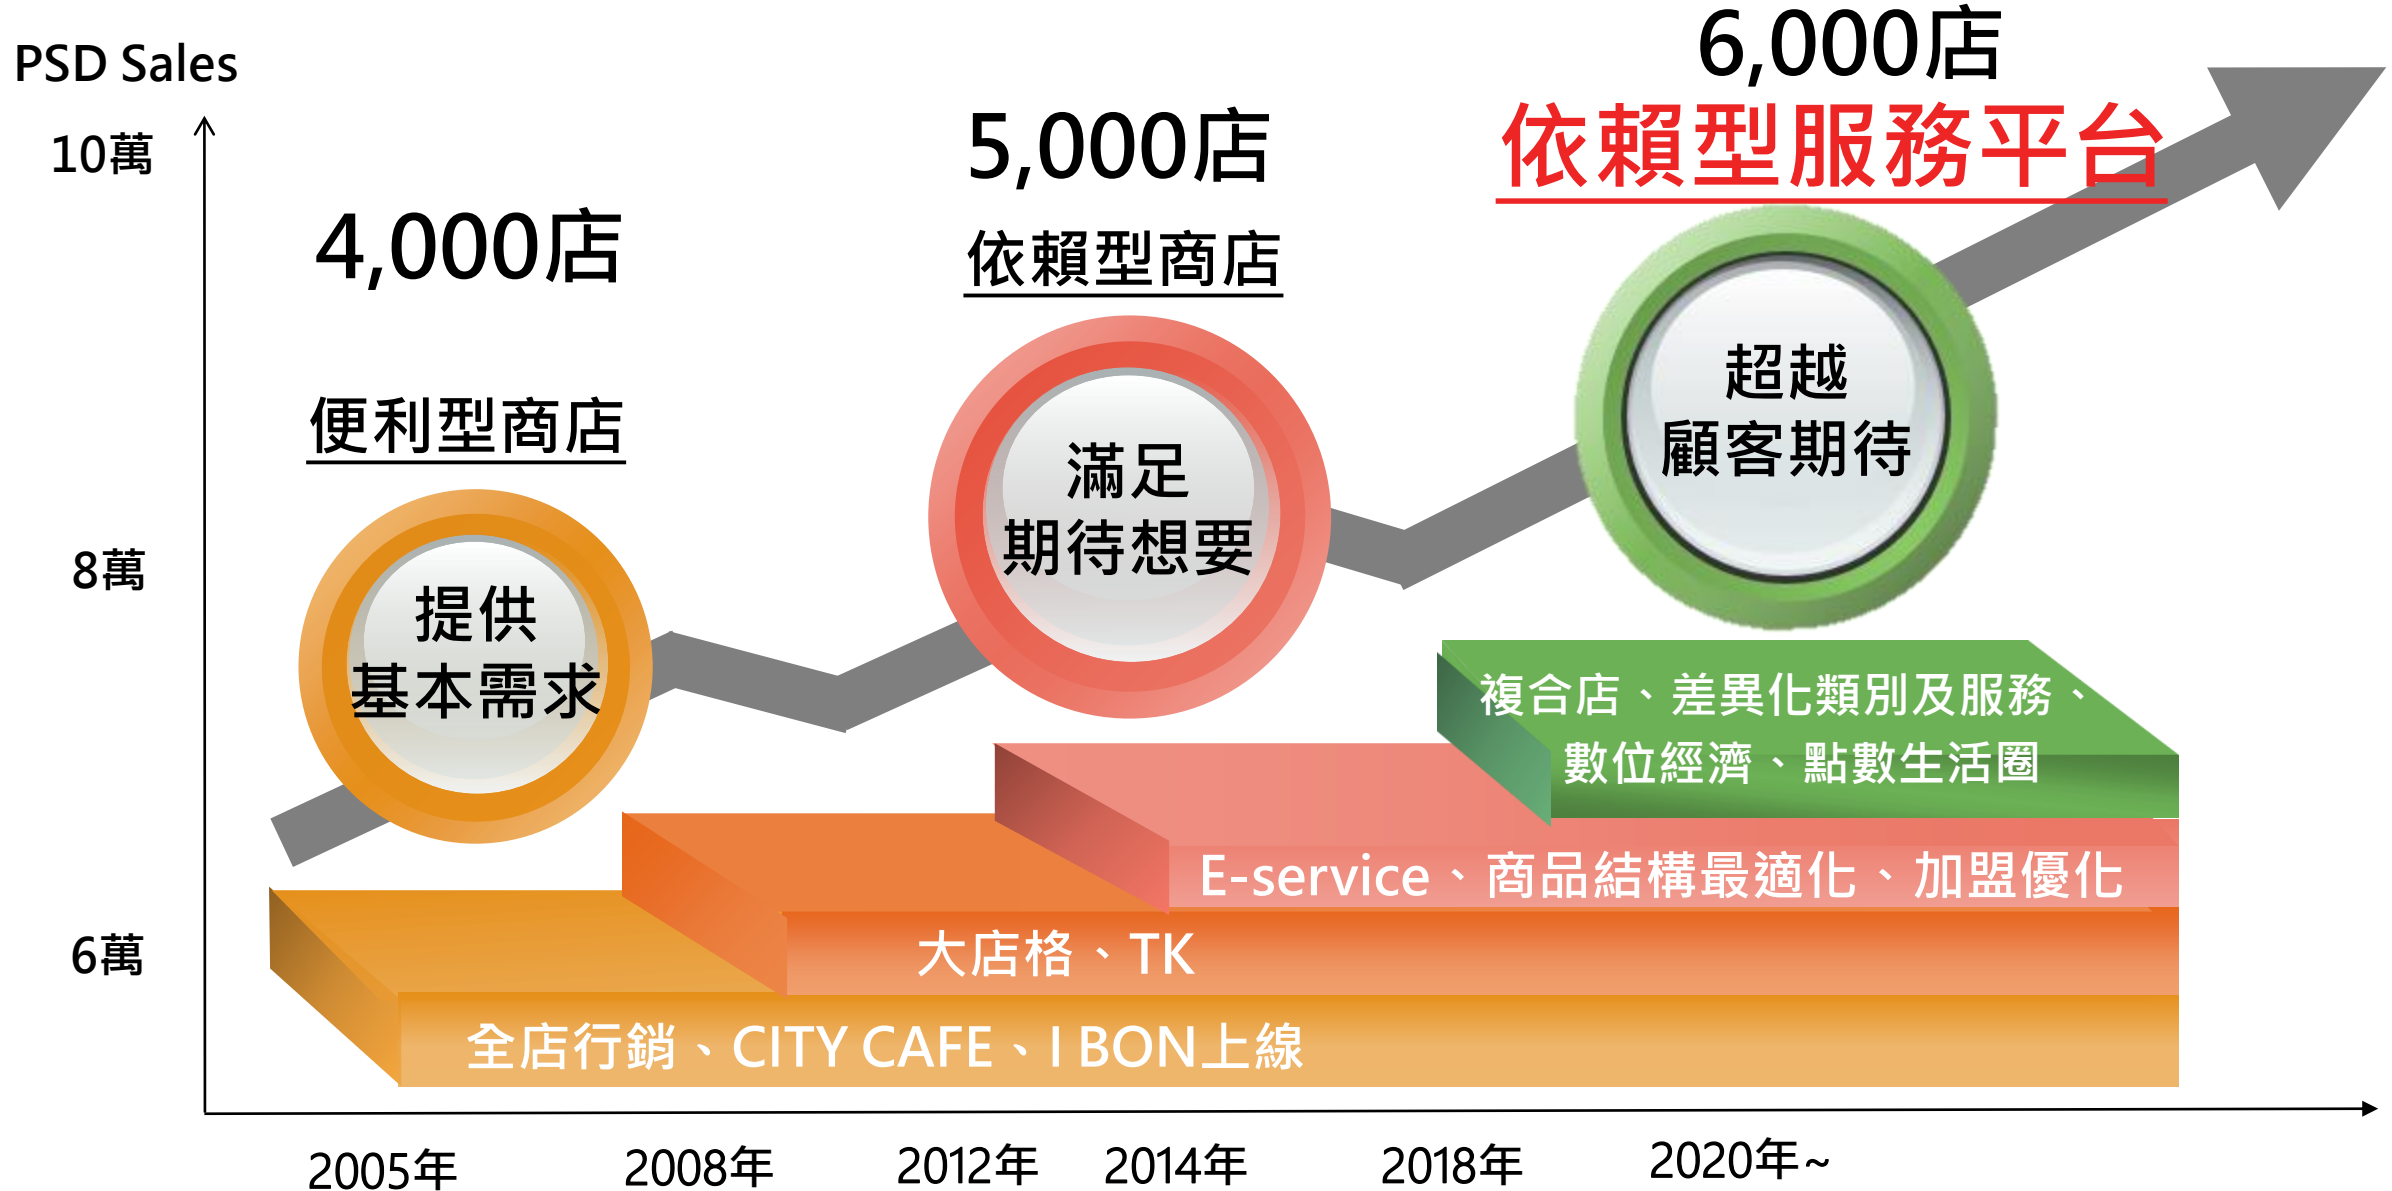 PSD Sales
10萬
8萬
6萬
4,000店
便利型商店
提供
基本需求
5,000店
依賴型商店
滿足
期待想要
6,000店
依賴型服務平台
超越
顧客期待
複合店、差異化類別及服務、
數位經濟、點數生活圈
E-service、商品結構最適化、加盟優化
大店格、TK
全店行銷、CITY CAFE、I BON上線
2005年
2008年
2012年
2014年
2018年
2020年~